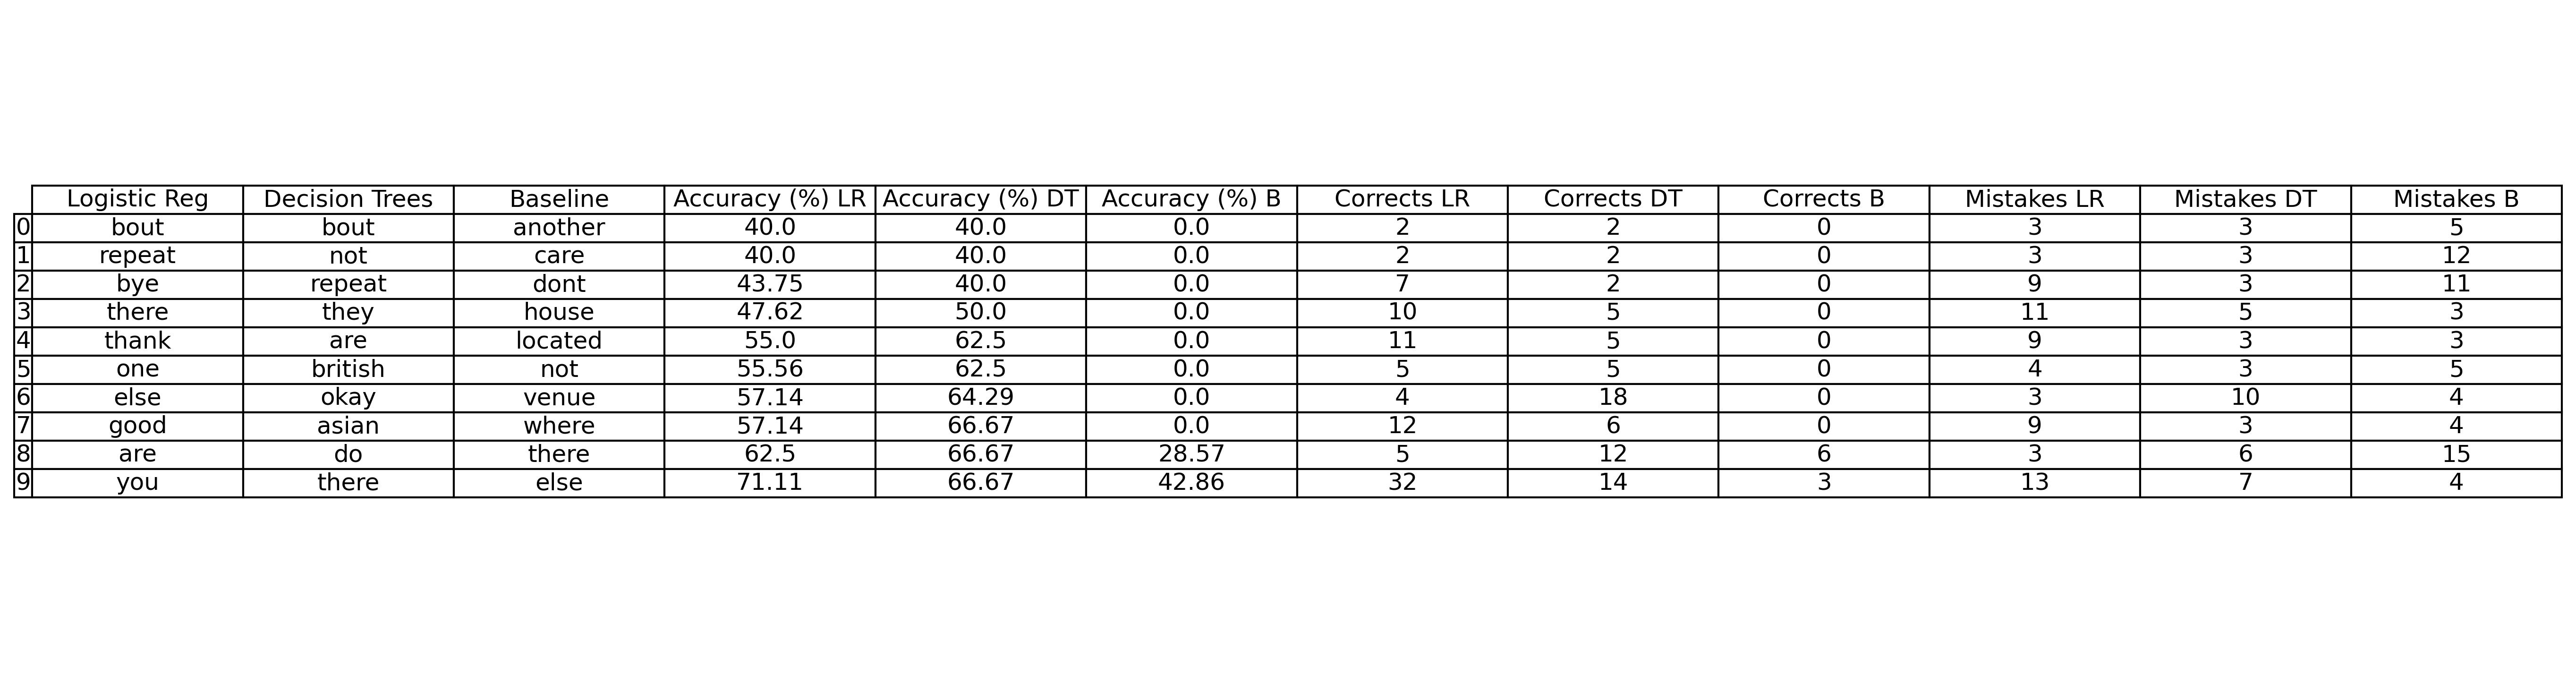 Logistic Reg Decision Trees Baseline Accuracy (%) LR Accuracy (%) DT Accuracy (%) B Corrects LR Corrects DT Corrects B Mistakes LR Mistakes DT Mistakes B
0 bout bout another 40.0 40.0 0.0 2 2 0 3 3 5
1 repeat not care 40.0 40.0 0.0 2 2 0 3 3 12
2 bye repeat dont 43.75 40.0 0.0 7 2 0 9 3 11
3 there they house 47.62 50.0 0.0 10 5 0 11 5 3
4 thank are located 55.0 62.5 0.0 11 5 0 9 3 3
5 one british not 55.56 62.5 0.0 5 5 0 4 3 5
6 else okay venue 57.14 64.29 0.0 4 18 0 3 10 4
7 good asian where 57.14 66.67 0.0 12 6 0 9 3 4
8 are do there 62.5 66.67 28.57 5 12 6 3 6 15
9 you there else 71.11 66.67 42.86 32 14 3 13 7 4